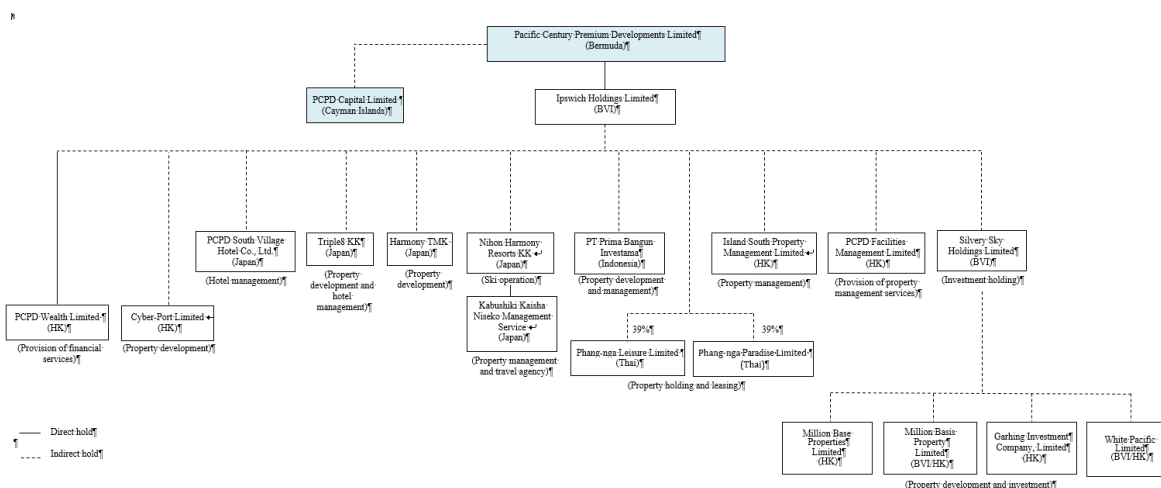 Pacific Century Premium Developments Limited¶
(Bermuda)¶
PCPD Capital Limited ¶
(Cayman Islands)¶
Ipswich Holdings Limited¶
(BVI)¶
PCPD South Village
Hotel Co., Ltd.¶
(Japan)¶
(Hotel management)¶
Triple8 KK¶
(Japan)¶
(Property
development and
hotel
management)¶
Harmony TMK
(Japan)¶
(Property
development)¶
Nihon Harmony
Resorts KK ↵
(Japan)¶
(Ski operation)¶
Kabushiki Kaisha
Niseko Management
Service ↵
(Japan)¶
(Property management
and travel agency)¶
PT Prima Bangun
Investama¶
(Indonesia)¶
(Property development
and management)¶
Island South Property
Management Limited ↵
(HK)¶
(Property management)¶
PCPD Facilities
Management Limited¶
(HK)¶
(Provision of property
management services)¶
Silvery Sky
Holdings Limited¶
(BVI)¶
(Investment holding)¶
PCPD Wealth Limited¶
(HK)¶
(Provision of financial
services)¶
Cyber-Port Limited ↵
(HK)¶
(Property development)¶
39%¶
Phang-nga Leisure Limited ¶
(Thai)¶
39%¶
Phang-nga Paradise Limited ¶
(Thai)¶
(Property holding and leasing)¶
Million Base
Properties¶
Limited¶
(HK)¶
Million Basis
Property¶
Limited¶
(BVI/HK)¶
Garhing Investment¶
Company, Limited¶
(HK)¶
White Pacific
Limited¶
(BVI/HK)¶
(Property development and investment)¶
Direct hold¶
¶
Indirect hold¶